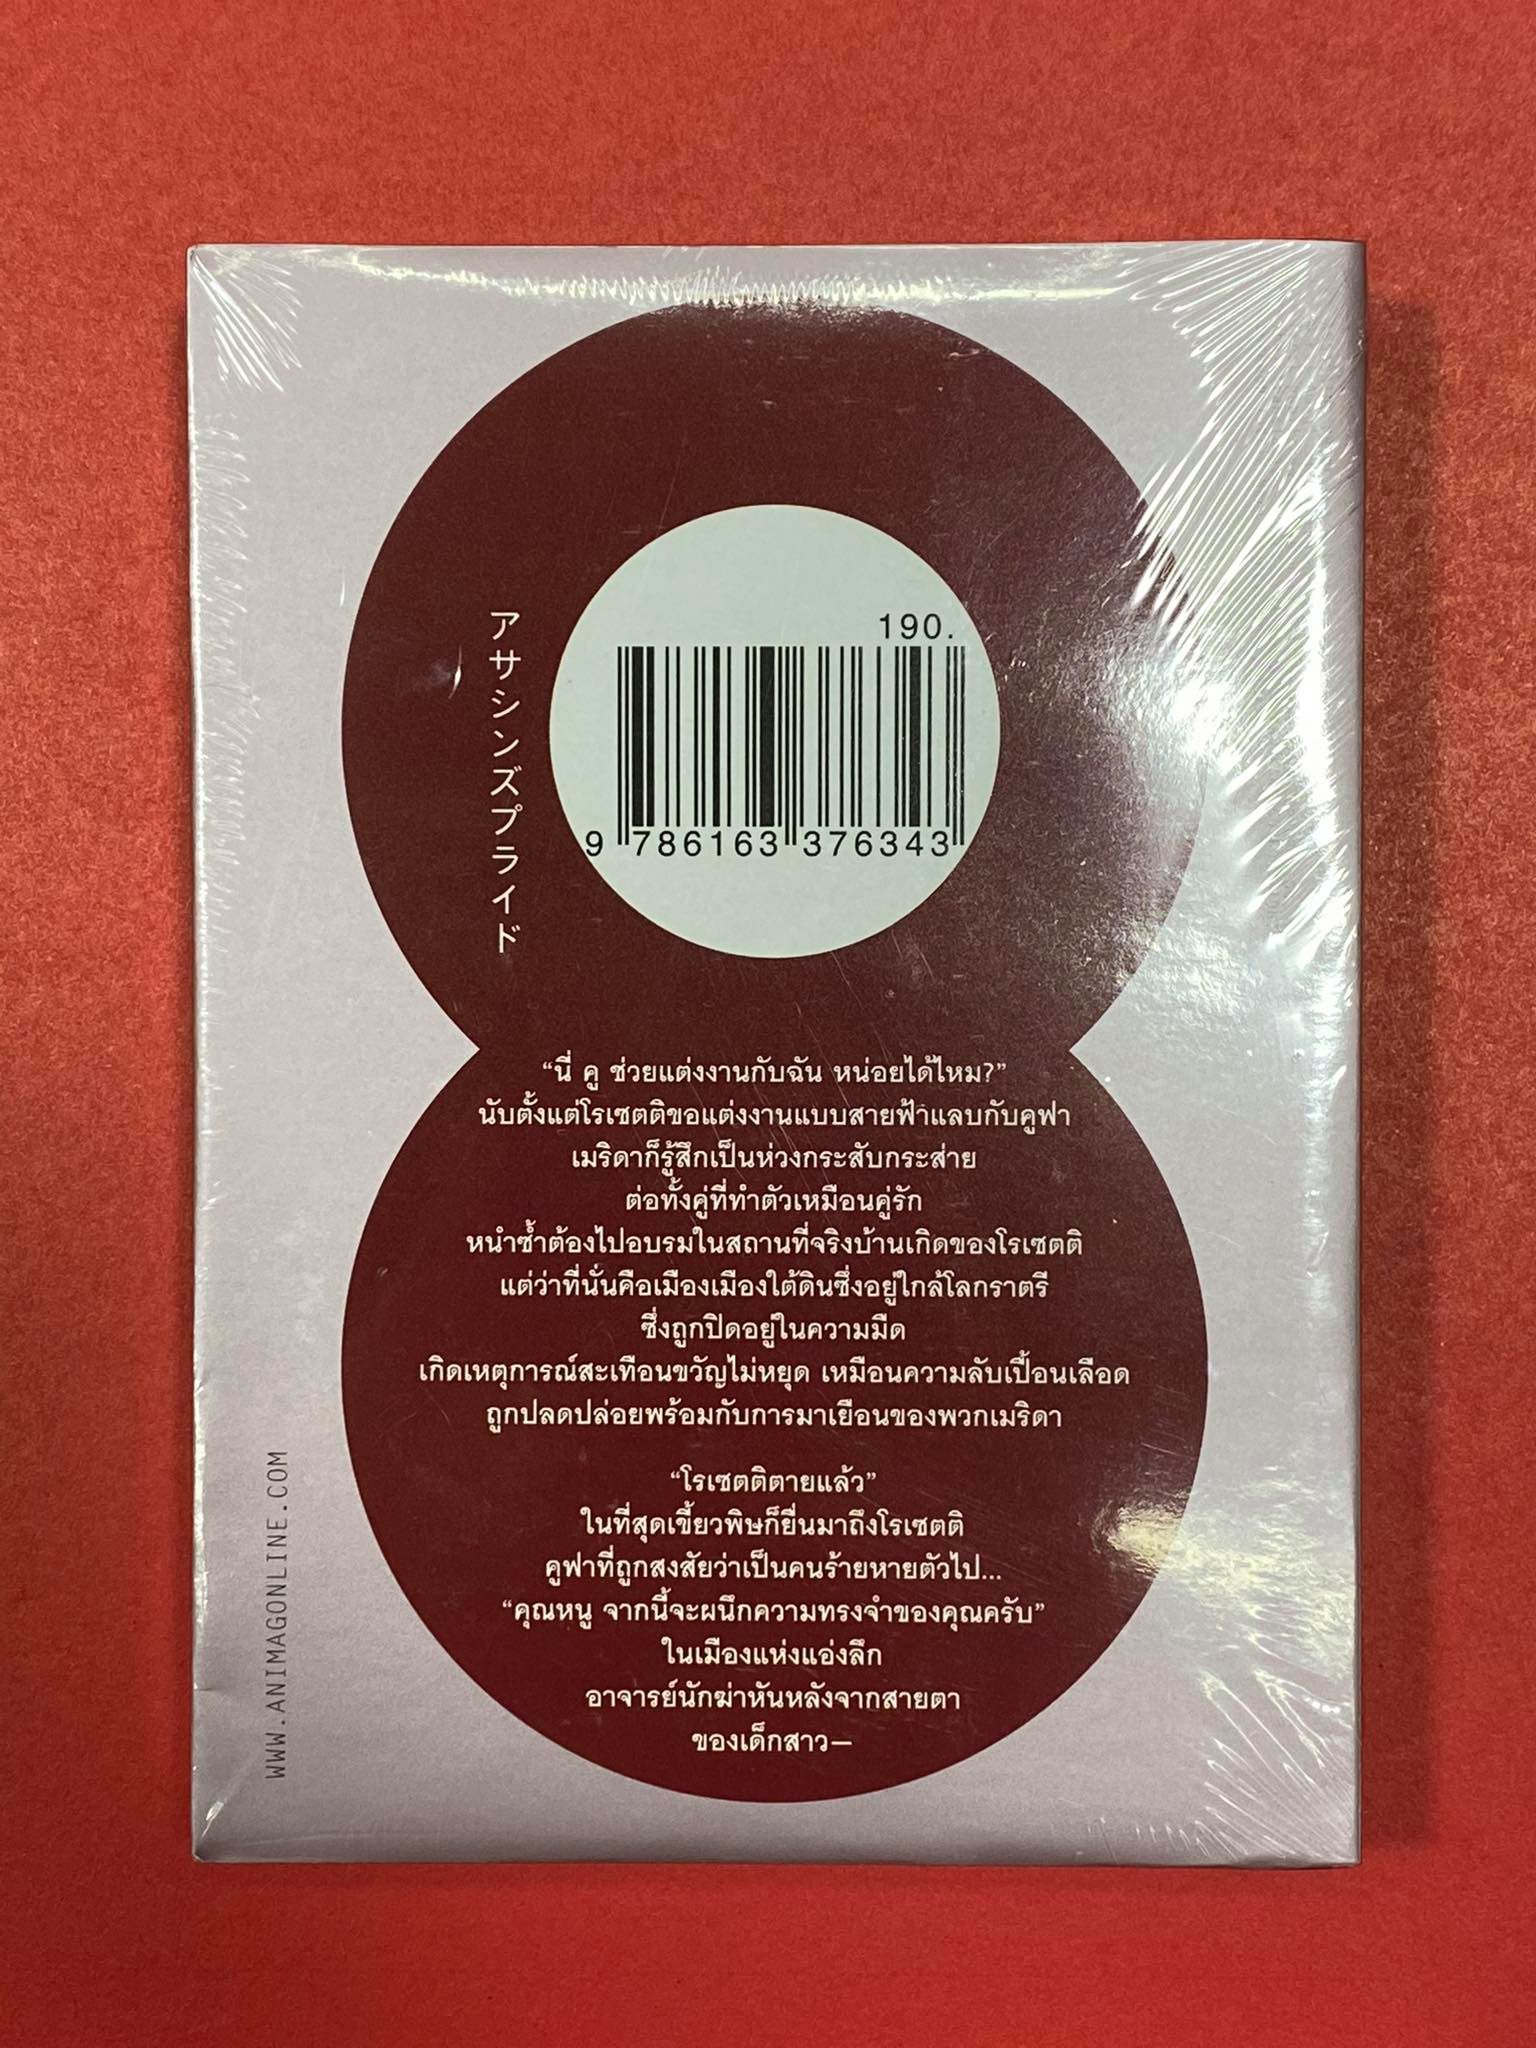 190.
9 786163 376343
アサシンズプライド
“นี่ คู ช่วยแต่งงานกับฉัน หน่อยได้ไหม?”
นับตั้งแต่โรเซตติขอแต่งงานแบบสายฟ้าแลบกับคูฟา
เมริดาก็รู้สึกเป็นห่วงกระสับกระส่าย
ต่อทั้งคู่ที่ทำตัวเหมือนคู่รัก
หนำซ้ำต้องไปอบรมในสถานที่จริงบ้านเกิดของโรเซตติ
แต่ว่าที่นั่นคือเมืองเมืองใต้ดินซึ่งอยู่ใกล้โลกราตรี
ซึ่งถูกปิดอยู่ในความมืด
เกิดเหตุการณ์สะเทือนขวัญไม่หยุด เหมือนความลับเปื้อนเลือด
ถูกปลดปล่อยพร้อมกับการมาเยือนของพวกเมริดา
“โรเซตติตายแล้ว”
ในที่สุดเขี้ยวพิษก็ยื่นมาถึงโรเซตติ
คูฟาที่ถูกสงสัยว่าเป็นคนร้ายหายตัวไป...
“คุณหนู จากนี้จะผนึกความทรงจำของคุณครับ”
ในเมืองแห่งแอ่งลึก
อาจารย์นักฆ่าหันหลังจากสายตา
ของเด็กสาว—
WWW.ANIMAGONLINE.COM